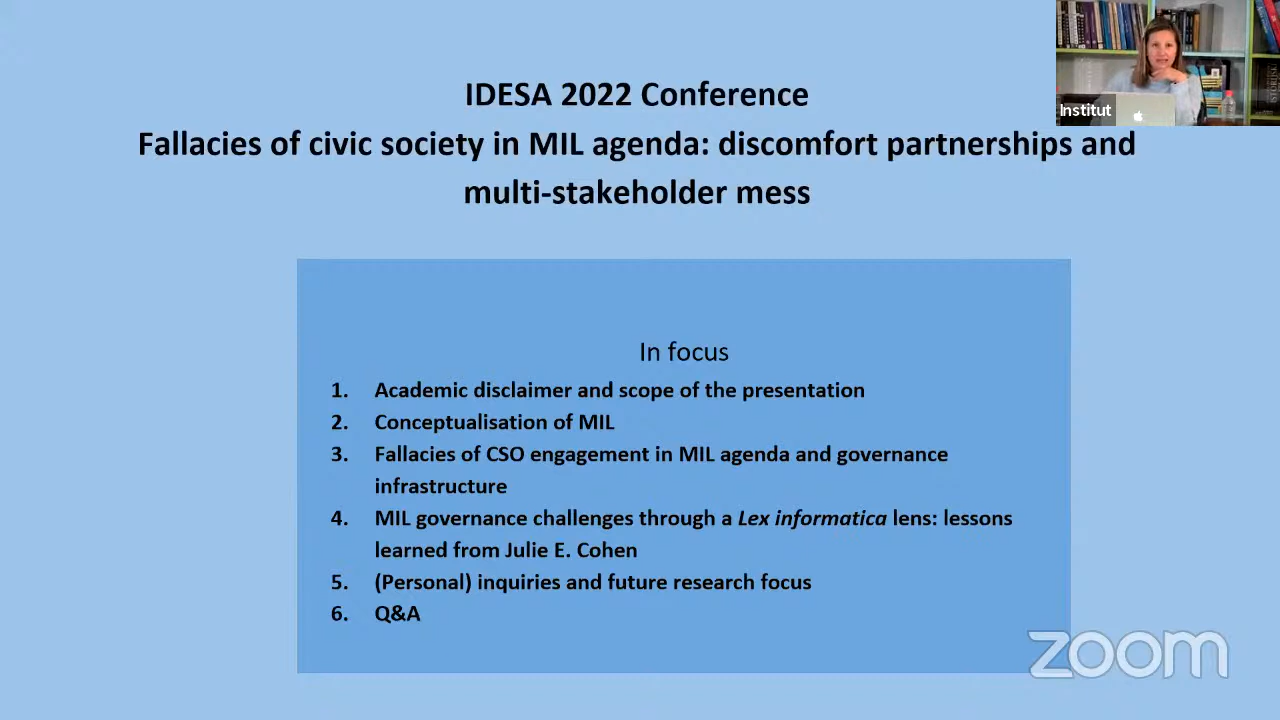 IDESA 2022 Conference
Fallacies of civic society in MIL agenda: discomfort partnerships and
multi-stakeholder mess
Institut
In focus
1. Academic disclaimer and scope of the presentation
2. Conceptualisation of MIL
3. Fallacies of CSO engagement in MIL agenda and governance
infrastructure
4. MIL governance challenges through a Lex informatica lens: lessons
learned from Julie E. Cohen
5. (Personal) inquiries and future research focus
6. Q&A
zoom